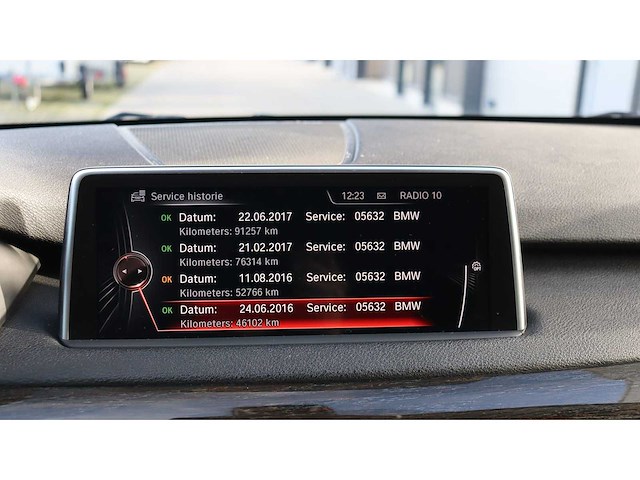 Service historie 12:23 RADIO 10
OK Datum: 22.06.2017 Service: 05632 BMW
Kilometers: 91257 km
OK Datum: 21.02.2017 Service: 05632 BMW
Kilometers: 76314 km
OK Datum: 11.08.2016 Service: 05632 BMW
Kilometers: 52766 km
OK Datum: 24.06.2016 Service: 05632 BMW
Kilometers: 46102 km